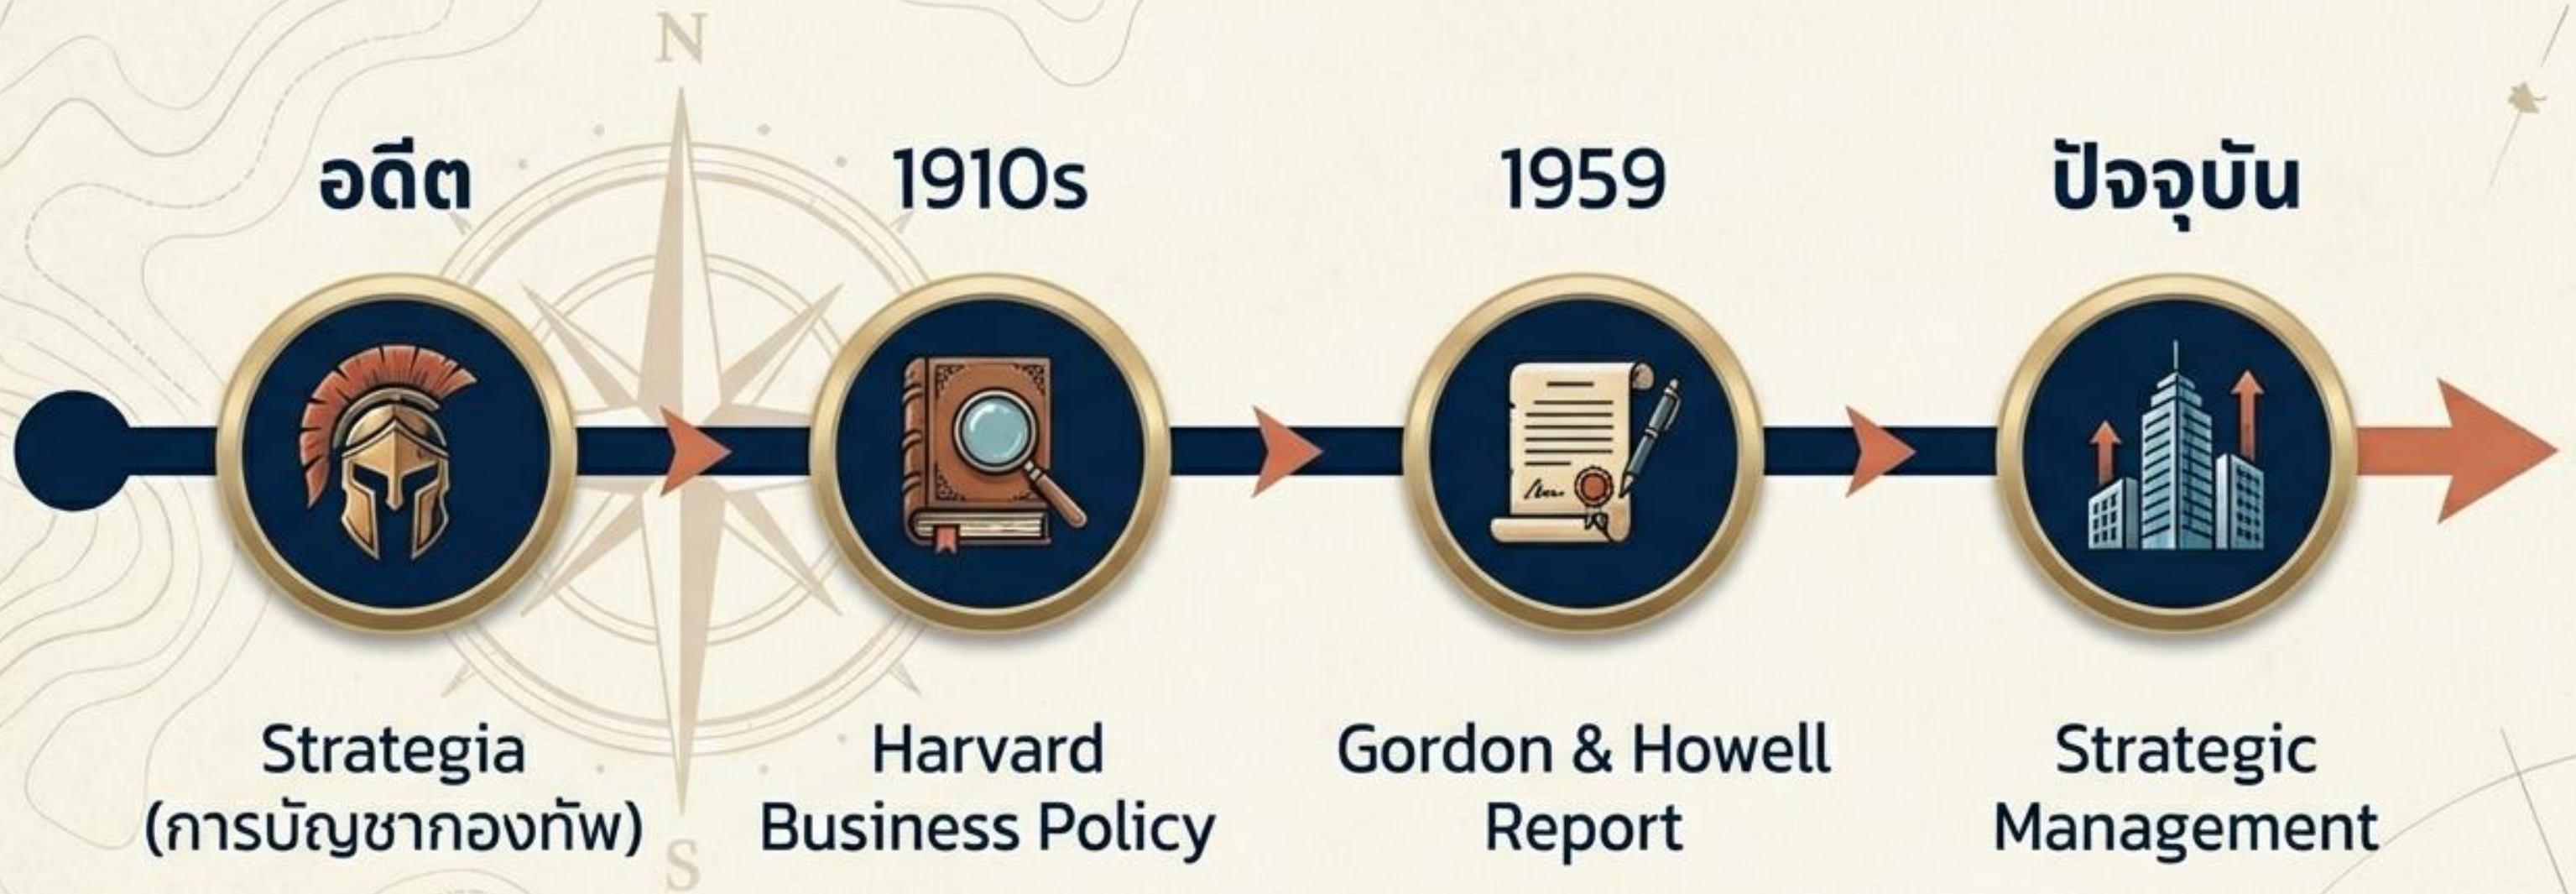 N
อดีต
1910s
1959
ปัจจุบัน
Strategia
(การบัญชากองทัพ)
Harvard
Business Policy
Gordon & Howell
Report
Strategic
Management
S